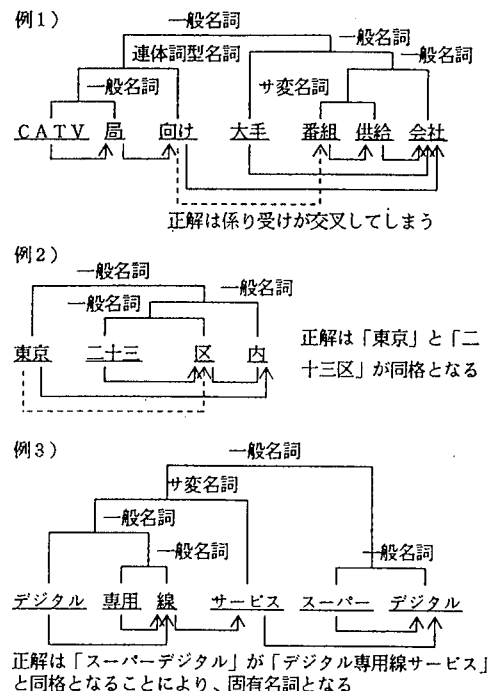 例1)
一般名詞
連体詞型名詞 一般名詞
一般名詞
一般名詞 サ変名詞
CATV 局 向け 大手 番組 供給 会社
正解は係り受けが交叉してしまう
例2)
一般名詞
一般名詞
一般名詞
東京 二十三 区 内
正解は「東京」と「二
十三区」が同格となる
例3)
一般名詞
サ変名詞
一般名詞
一般名詞 一般名詞
デジタル 専用 線 サービス スーパー デジタル
正解は「スーパーデジタル」が「デジタル専用線サービス」
と同格となることにより、固有名詞となる